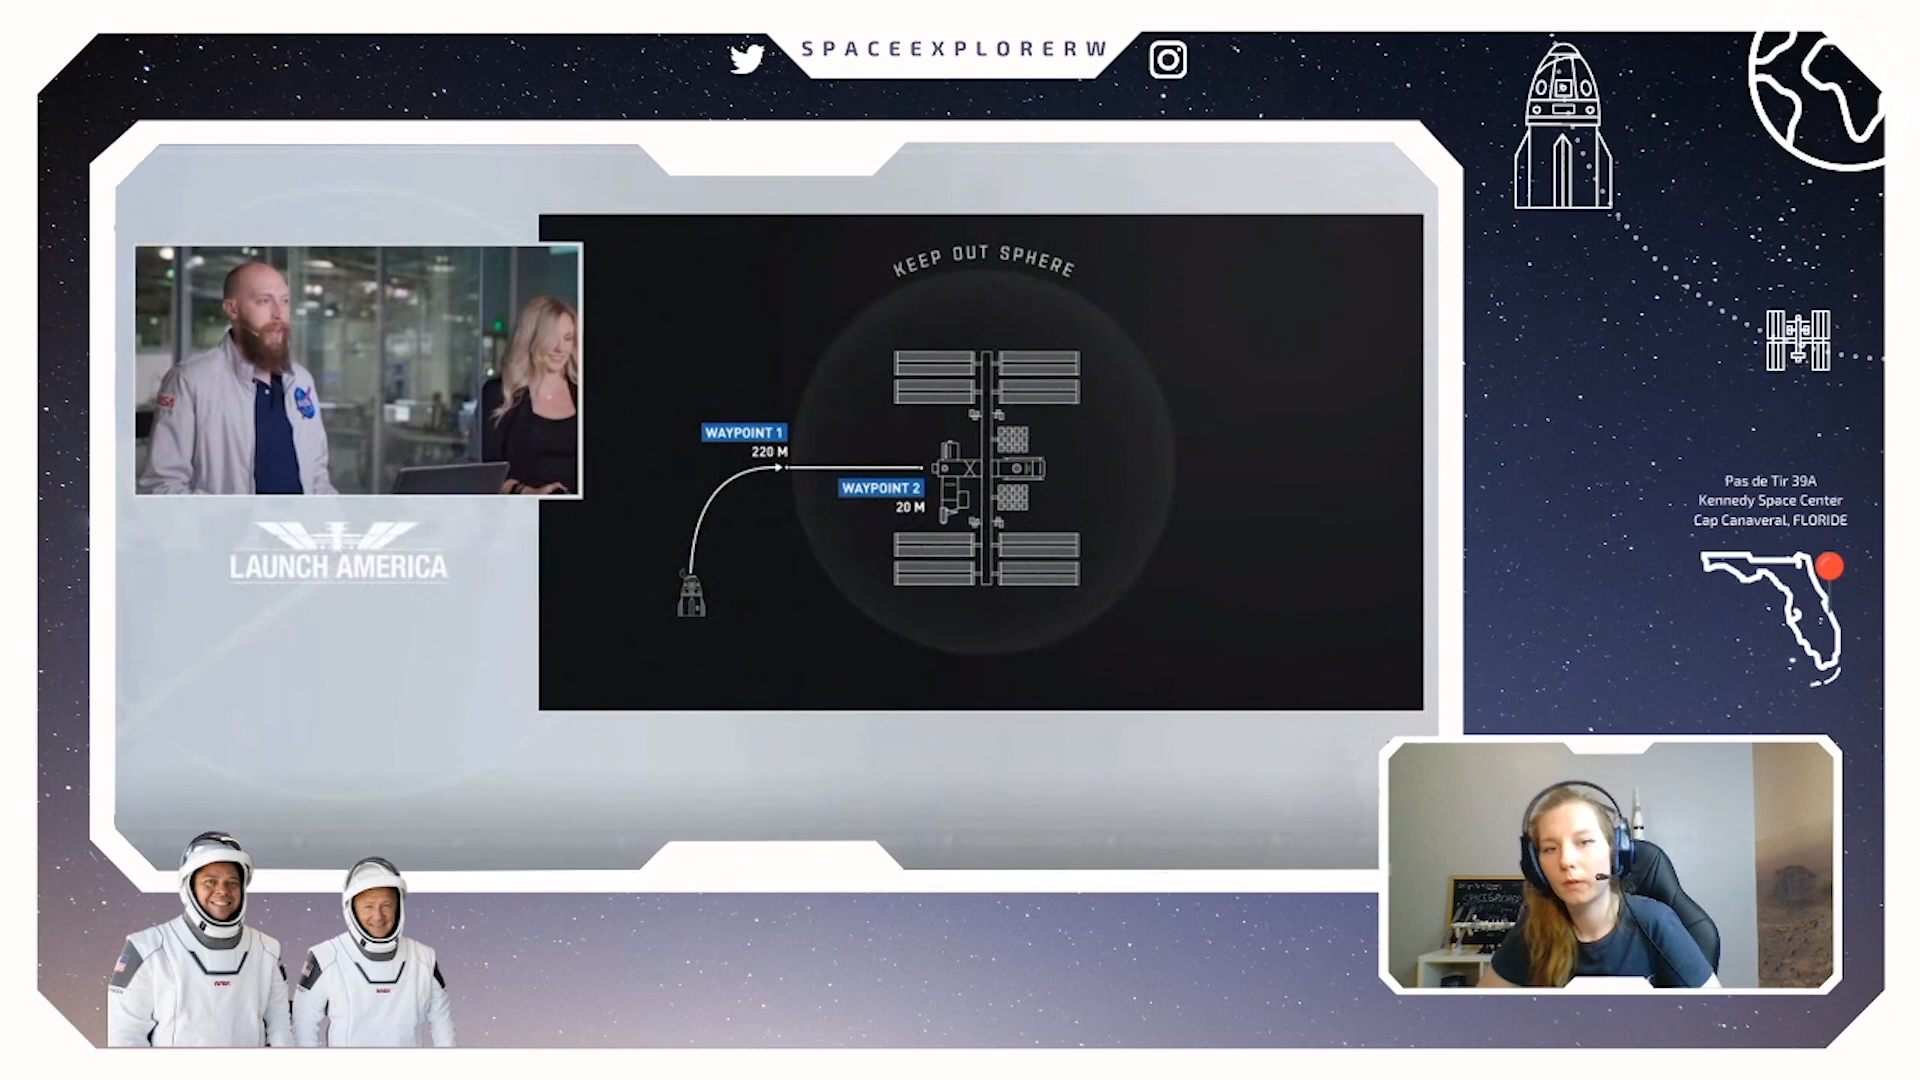 SPACEEXPLORERW
KEEP OUT SPHERE
WAYPOINT 1
220 M
WAYPOINT 2
20 M
LAUNCH AMERICA
Pas de Tir 39A
Kennedy Space Center
Cap Canaveral, FLORIDE
NASA